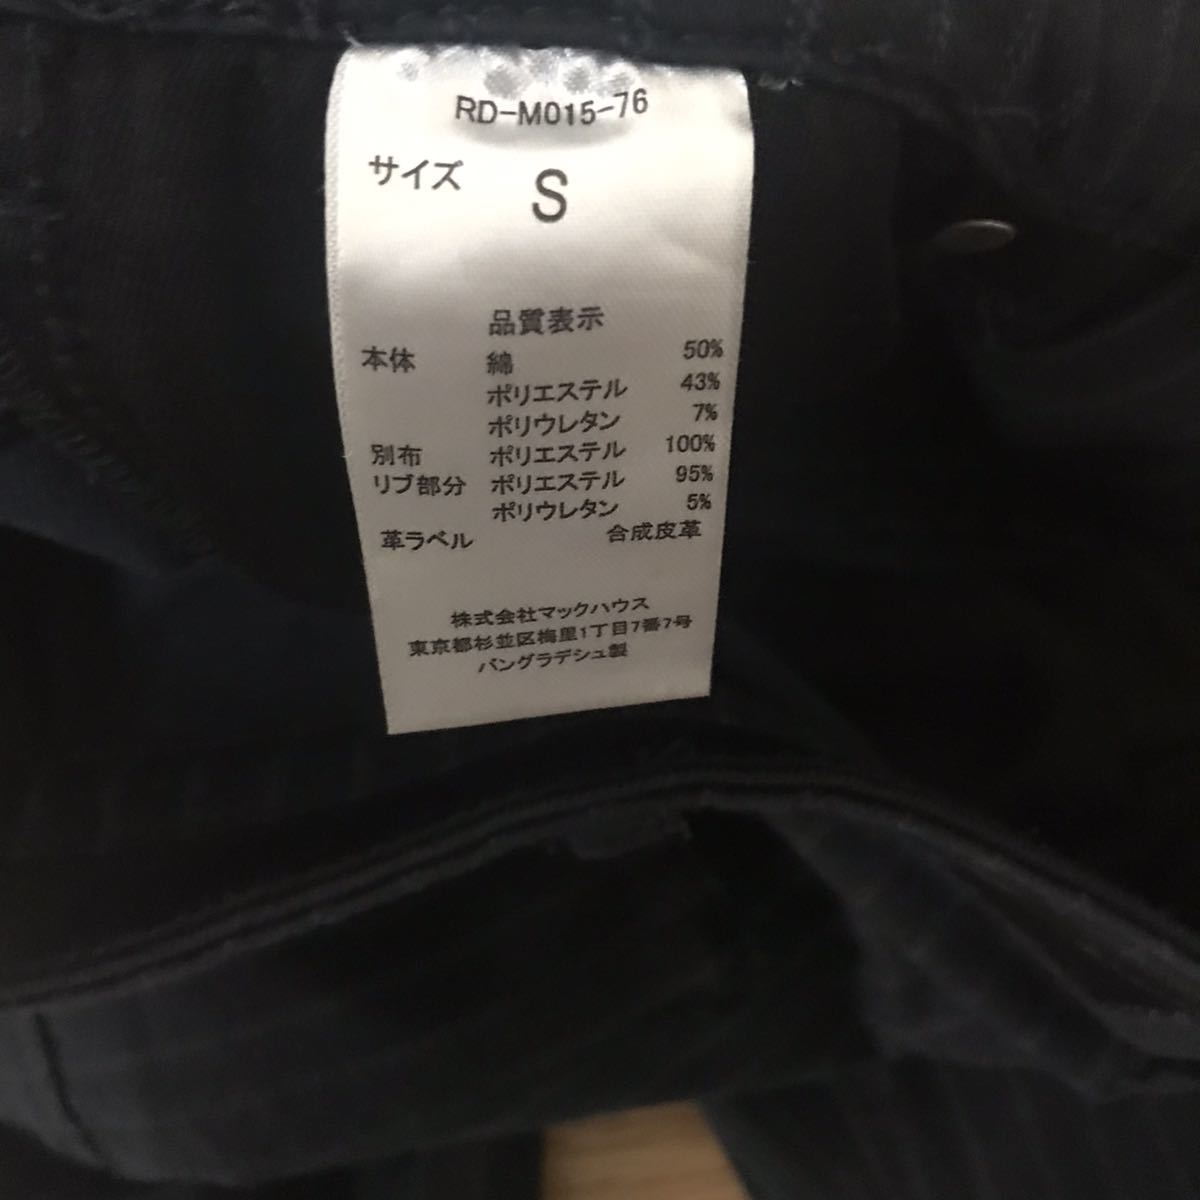 RD-M015-76
サイズ S
品質表示
本体 綿 50%
ポリエステル 43%
ポリウレタン 7%
別布 ポリエステル 100%
リブ部分 ポリエステル 95%
ポリウレタン 5%
革ラベル 合成皮革
株式会社マックハウス
東京都杉並区梅里1丁目7番7号
バングラデシュ製